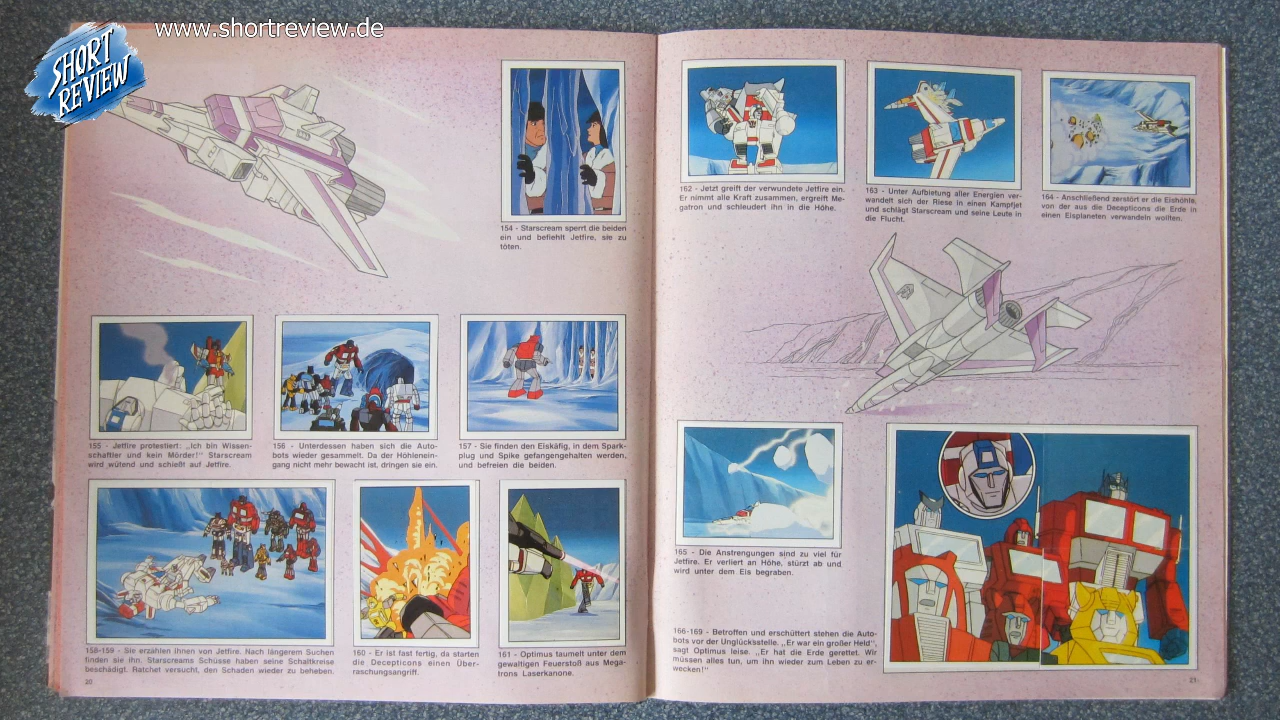 www.shortreview.de
SHORT
REVIEW
154 - Starscream sperrt die beiden
ein und befiehlt Jetfire, sie zu
töten.
155 - Jetfire protestiert: „Ich bin Wissen-
schaftler und kein Mörder!" Starscream
wird wütend und schießt auf Jetfire.
156 - Unterdessen haben sich die Auto-
bots wieder gesammelt. Da der Höhlenein-
gang nicht mehr bewacht ist, dringen sie ein.
157 - Sie finden den Eiskäfig, in dem Spark-
plug und Spike gefangengehalten werden,
und befreien die beiden.
158-159 - Sie erzählen ihnen von Jetfire. Nach längerem Suchen
finden sie ihn. Starscreams Schüsse haben seine Schaltkreise
beschädigt. Ratchet versucht, den Schaden wieder zu beheben.
160 - Er ist fast fertig, da starten
die Decepticons einen Über-
raschungsangriff.
161 - Optimus taumelt unter dem
gewaltigen Feuerstoß aus Mega-
trons Laserkanone.
20
162 - Jetzt greift der verwundete Jetfire ein.
Er nimmt alle Kraft zusammen, ergreift Me-
gatron und schleudert ihn in die Höhe.
163 - Unter Aufbietung aller Energien ver-
wandelt sich der Riese in einen Kampfjet
und schlägt Starscream und seine Leute in
die Flucht.
164 - Anschließend zerstört er die Eishöhle,
von der aus die Decepticons die Erde in
einen Eisplaneten verwandeln wollten.
165 - Die Anstrengungen sind zu viel für
Jetfire. Er verliert an Höhe, stürzt ab und
wird unter dem Eis begraben.
166-169 - Betroffen und erschüttert stehen die Auto-
bots vor der Unglücksstelle. „Er war ein großer Held",
sagt Optimus leise. „Er hat die Erde gerettet. Wir
müssen alles tun, um ihn wieder zum Leben zu er-
wecken!"
21